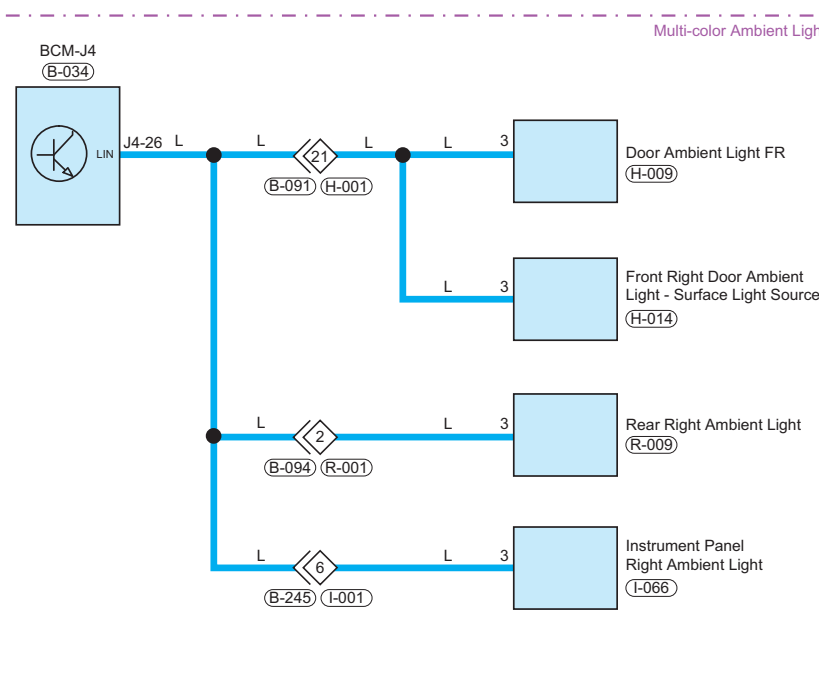 Multi-color Ambient Ligh
BCM-J4
B-034
LIN
J4-26 L L 21 L L 3
B-091 H-001
Door Ambient Light FR
H-009
L 3
Front Right Door Ambient
Light - Surface Light Source
H-014
L 2 L 3
B-094 R-001
Rear Right Ambient Light
R-009
L 6 L 3
B-245 I-001
Instrument Panel
Right Ambient Light
I-066